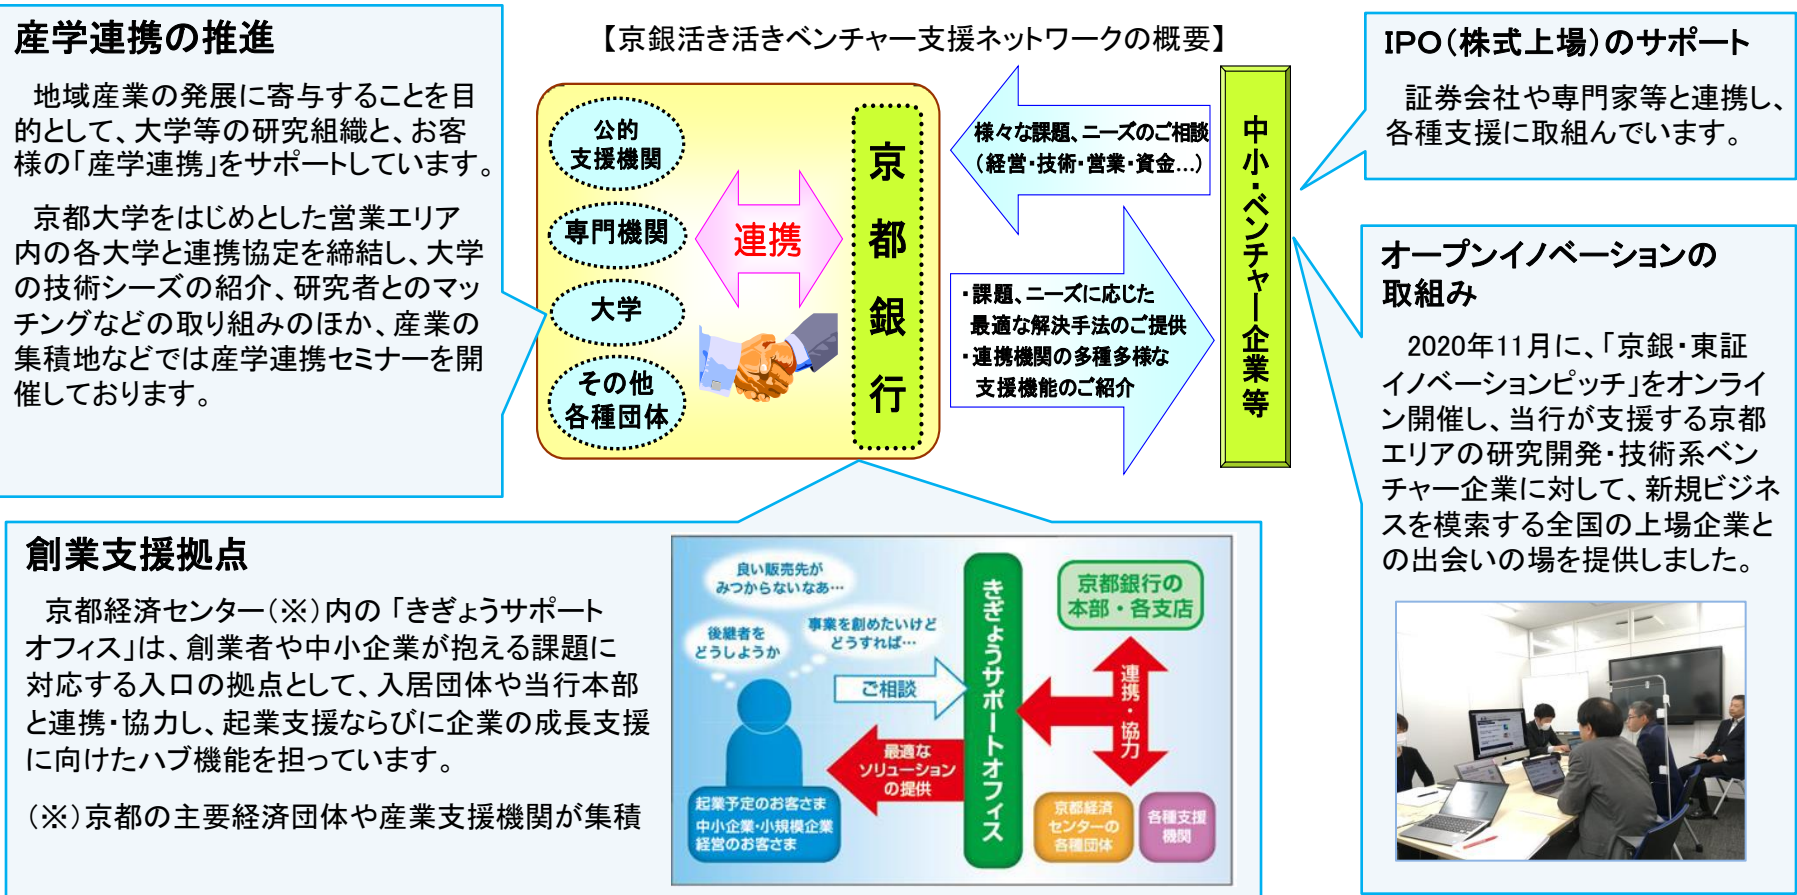 産学連携の推進
地域産業の発展に寄与することを目
的として、大学等の研究組織と、お客
様の「産学連携」をサポートしています。
京都大学をはじめとした営業エリア
内の各大学と連携協定を締結し、大学
の技術シーズの紹介、研究者とのマッ
チングなどの取り組みのほか、産業の
集積地などでは産学連携セミナーを開
催しております。
【京銀活き活きベンチャー支援ネットワークの概要】
公的
支援機関
専門機関
大学
その他
各種団体
連携
京都銀行
様々な課題、ニーズのご相談
（経営・技術・営業・資金…）
・課題、ニーズに応じた
最適な解決手法のご提供
・連携機関の多種多様な
支援機能のご紹介
中小・ベンチャー企業等
IPO（株式上場）のサポート
証券会社や専門家等と連携し、
各種支援に取組んでいます。
オープンイノベーションの
取組み
2020年11月に、「京銀・東証
イノベーションピッチ」をオンライ
ン開催し、当行が支援する京都
エリアの研究開発・技術系ベン
チャー企業に対して、新規ビジネ
スを模索する全国の上場企業と
の出会いの場を提供しました。
創業支援拠点
京都経済センター（※）内の「きぎょうサポート
オフィス」は、創業者や中小企業が抱える課題に
対応する入口の拠点として、入居団体や当行本部
と連携・協力し、起業支援ならびに企業の成長支援
に向けたハブ機能を担っています。
（※）京都の主要経済団体や産業支援機関が集積
良い販売先が
みつからないなあ…
後継者を
どうしようか
事業を創めたいけど
どうすれば…
ご相談
最適な
ソリューション
の提供
起業予定のお客さま
中小企業・小規模企業
経営のお客さま
きぎょうサポートオフィス
京都銀行の
本部・各支店
連携・協力
京都経済
センターの
各種団体
各種支援
機関